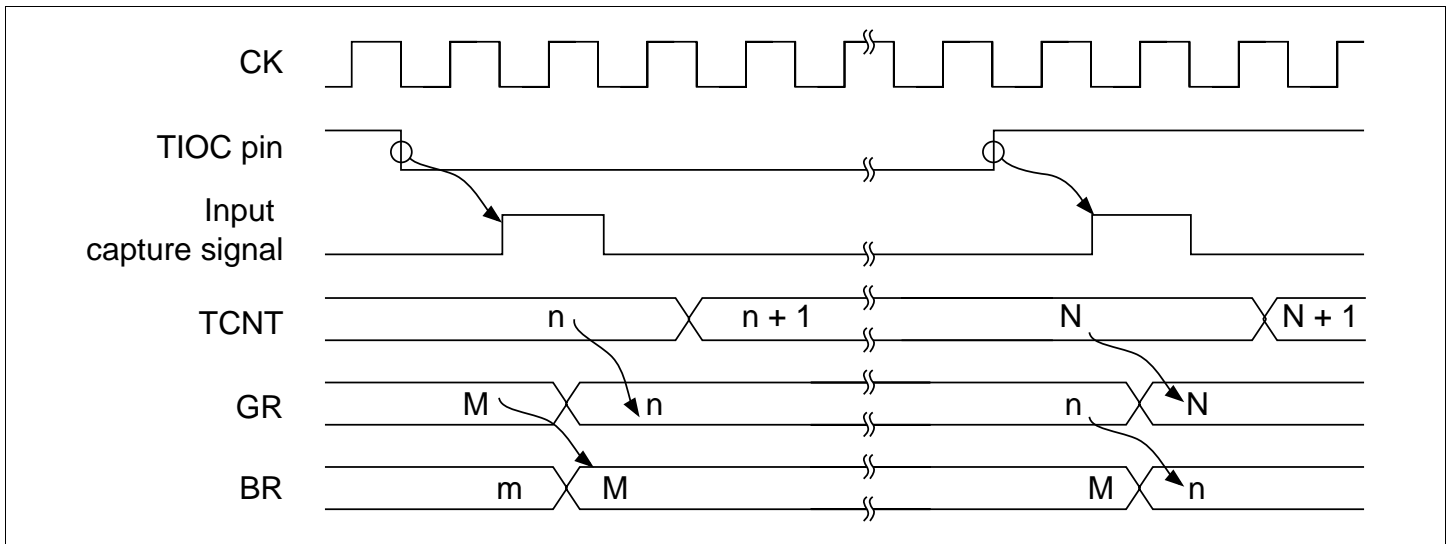 CK
TIOC pin
Input
capture signal
TCNT n n + 1 N N + 1
GR M n n N
BR m M M n